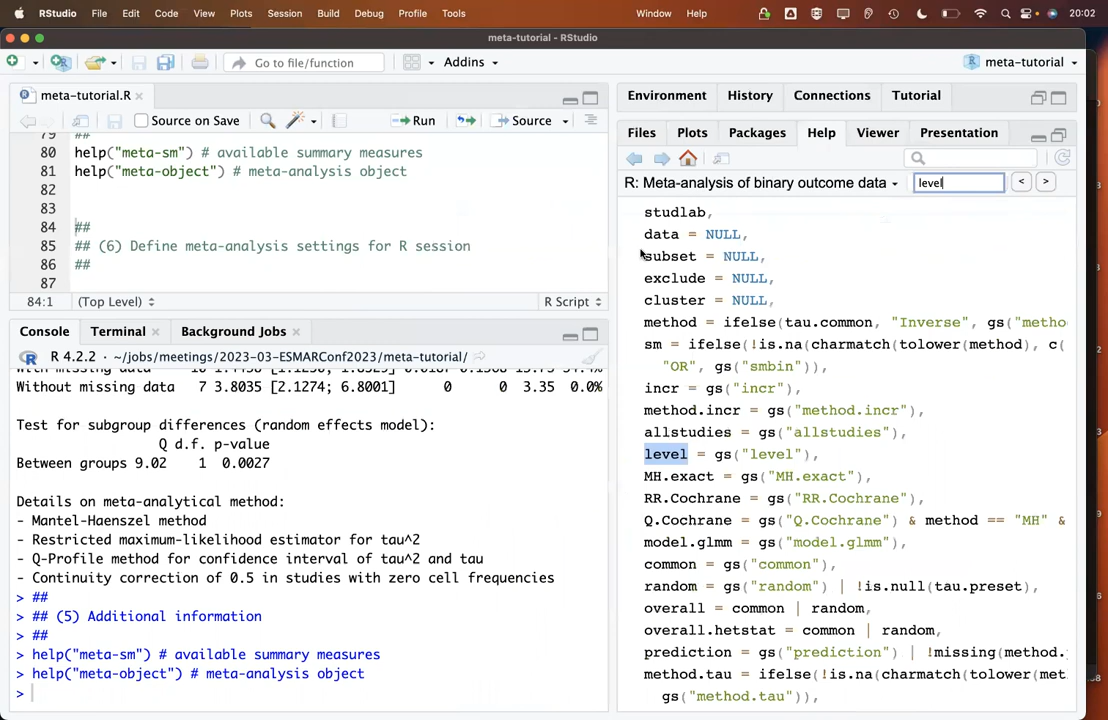 RStudio File Edit Code View Plots Session Build Debug Profile Tools Window Help 20:02
meta-tutorial - RStudio
Go to file/function Addins meta-tutorial
meta-tutorial.R
Source on Save Run Source
79 ##
80 help("meta-sm") # available summary measures
81 help("meta-object") # meta-analysis object
82
83
84 ##
85 ## (6) Define meta-analysis settings for R session
86 ##
87
84:1 (Top Level) R Script
Console Terminal Background Jobs
R 4.2.2 · ~/jobs/meetings/2023-03-ESMARConf2023/meta-tutorial/
Without missing data 7 3.8035 [2.1274; 6.8001] 0 0 3.35 0.0%
Test for subgroup differences (random effects model):
Q d.f. p-value
Between groups 9.02 1 0.0027
Details on meta-analytical method:
- Mantel-Haenszel method
- Restricted maximum-likelihood estimator for tau^2
- Q-Profile method for confidence interval of tau^2 and tau
- Continuity correction of 0.5 in studies with zero cell frequencies
> ##
> ## (5) Additional information
> ##
> help("meta-sm") # available summary measures
> help("meta-object") # meta-analysis object
>
Environment History Connections Tutorial
Files Plots Packages Help Viewer Presentation
R: Meta-analysis of binary outcome data level < >
studlab,
data = NULL,
subset = NULL,
exclude = NULL,
cluster = NULL,
method = ifelse(tau.common, "Inverse", gs("metho
sm = ifelse(!is.na(charmatch(tolower(method), c(
"OR", gs("smbin")),
incr = gs("incr"),
method.incr = gs("method.incr"),
allstudies = gs("allstudies"),
level = gs("level"),
MH.exact = gs("MH.exact"),
RR.Cochrane = gs("RR.Cochrane"),
Q.Cochrane = gs("Q.Cochrane") & method == "MH" &
model.glmm = gs("model.glmm"),
common = gs("common"),
random = gs("random") | !is.null(tau.preset),
overall = common | random,
overall.hetstat = common | random,
prediction = gs("prediction") | !missing(method.
method.tau = ifelse(!is.na(charmatch(tolower(met
gs("method.tau")),